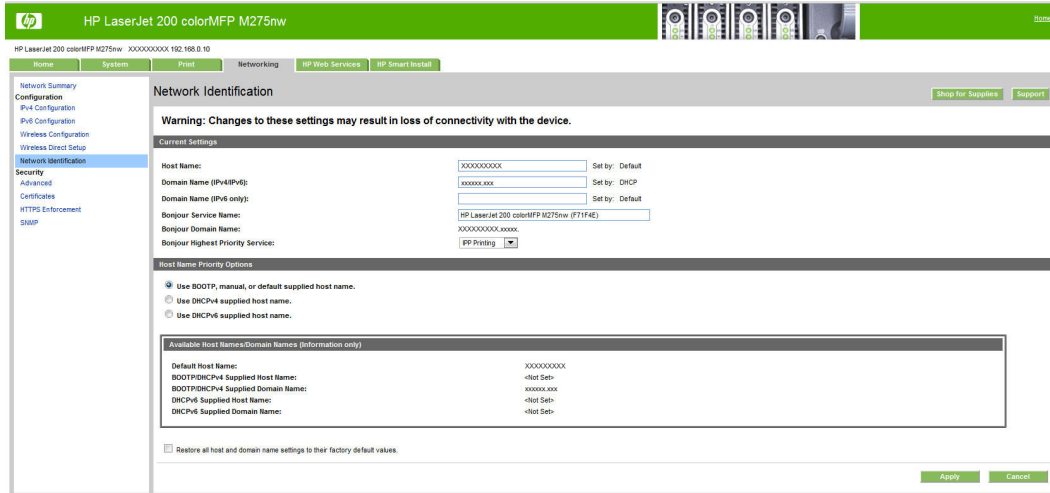 hp HP LaserJet 200 colorMFP M275nw
Home
HP LaserJet 200 colorMFP M275nw XXXXXXXXX 192.168.0.10
Home System Print Networking HP Web Services HP Smart Install
Network Summary
Configuration
IPv4 Configuration
IPv6 Configuration
Wireless Configuration
Wireless Direct Setup
Network Identification
Security
Advanced
Certificates
HTTPS Enforcement
SNMP
Network Identification
Shop for Supplies Support
Warning: Changes to these settings may result in loss of connectivity with the device.
Current Settings
Host Name: XXXXXXXXX Set by: Default
Domain Name (IPv4/IPv6): xxxxxx.xxx Set by: DHCP
Domain Name (IPv6 only): Set by: Default
Bonjour Service Name: HP LaserJet 200 colorMFP M275nw (F71F4E)
Bonjour Domain Name: XXXXXXXXX.xxxxx.
Bonjour Highest Priority Service: IPP Printing
Host Name Priority Options
Use BOOTP, manual, or default supplied host name.
Use DHCPv4 supplied host name.
Use DHCPv6 supplied host name.
Available Host Names/Domain Names (Information only)
Default Host Name: XXXXXXXXX
BOOTP/DHCPv4 Supplied Host Name: <Not Set>
BOOTP/DHCPv4 Supplied Domain Name: xxxxxx.xxx
DHCPv6 Supplied Host Name: <Not Set>
DHCPv6 Supplied Domain Name: <Not Set>
Restore all host and domain name settings to their factory default values.
Apply Cancel